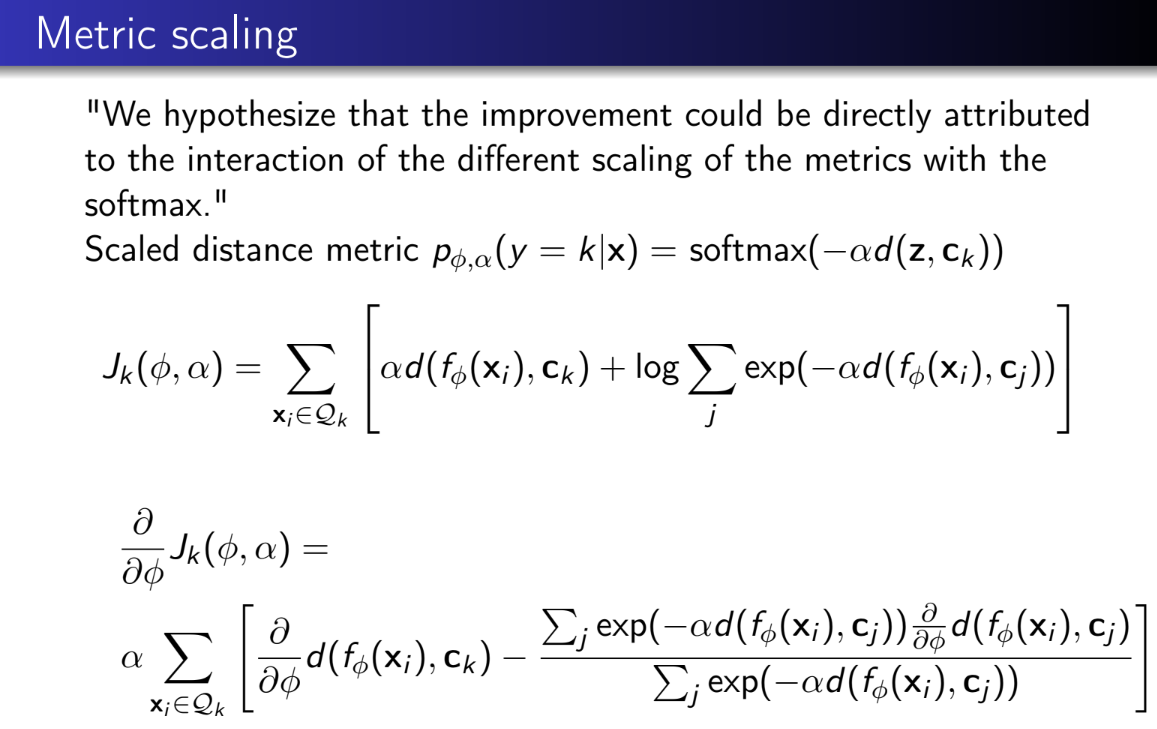 Metric scaling
"We hypothesize that the improvement could be directly attributed
to the interaction of the different scaling of the metrics with the
softmax."
Scaled distance metric $p_{\phi,\alpha}(y = k|\mathbf{x}) = \text{softmax}(-\alpha d(\mathbf{z}, \mathbf{c}_k))$
$J_k(\phi, \alpha) = \sum_{\mathbf{x}_i \in \mathcal{Q}_k} \left[ \alpha d(f_\phi(\mathbf{x}_i), \mathbf{c}_k) + \log \sum_j \exp(-\alpha d(f_\phi(\mathbf{x}_i), \mathbf{c}_j)) \right]$
$\frac{\partial}{\partial \phi} J_k(\phi, \alpha) =$
$\alpha \sum_{\mathbf{x}_i \in \mathcal{Q}_k} \left[ \frac{\partial}{\partial \phi} d(f_\phi(\mathbf{x}_i), \mathbf{c}_k) - \frac{\sum_j \exp(-\alpha d(f_\phi(\mathbf{x}_i), \mathbf{c}_j)) \frac{\partial}{\partial \phi} d(f_\phi(\mathbf{x}_i), \mathbf{c}_j)}{\sum_j \exp(-\alpha d(f_\phi(\mathbf{x}_i), \mathbf{c}_j))} \right]$